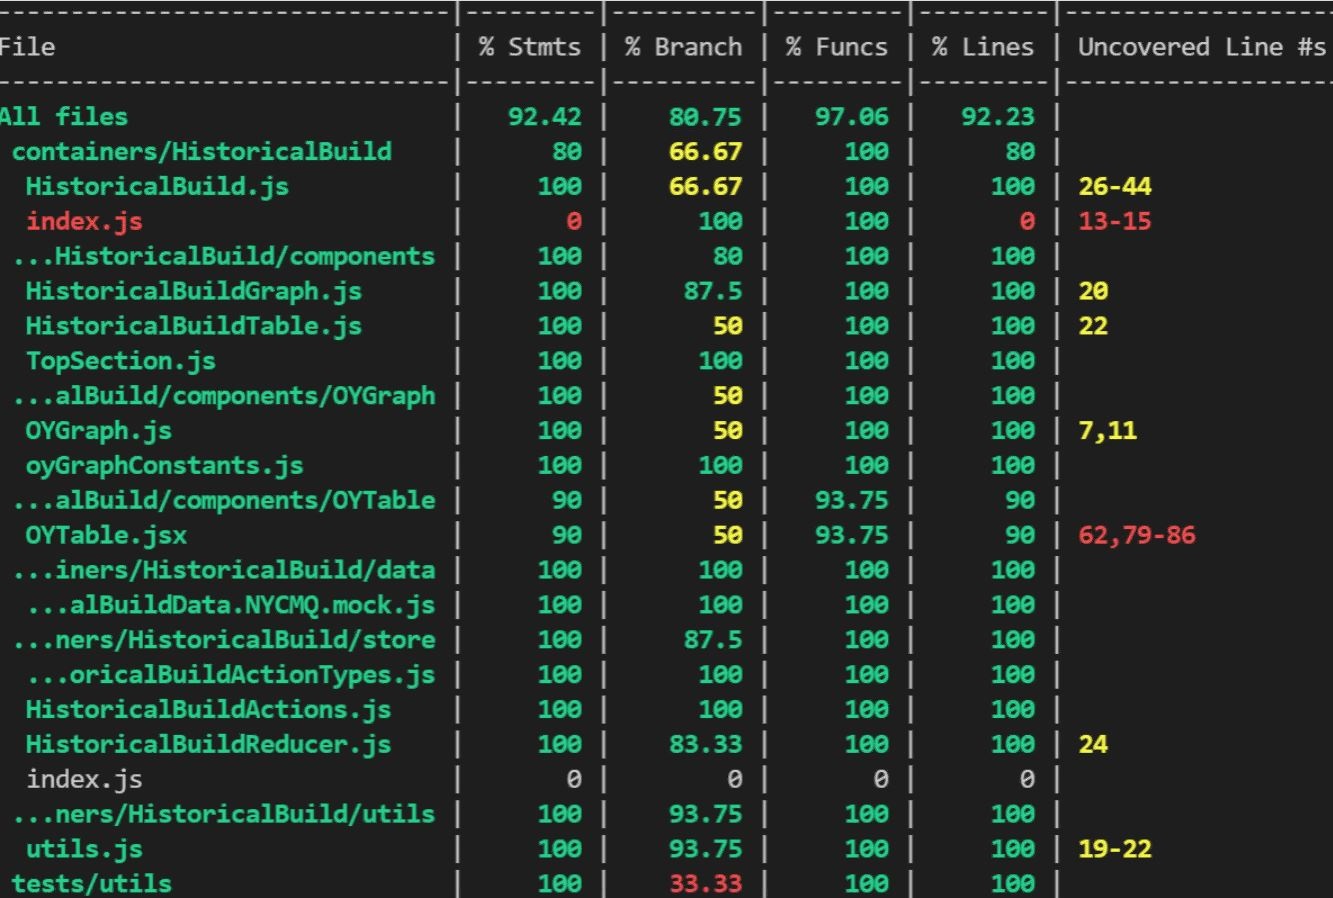 File | % Stmts | % Branch | % Funcs | % Lines | Uncovered Line #s
All files | 92.42 | 80.75 | 97.06 | 92.23 |
containers/HistoricalBuild | 80 | 66.67 | 100 | 80 |
HistoricalBuild.js | 100 | 66.67 | 100 | 100 | 26-44
index.js | 0 | 100 | 100 | 0 | 13-15
...HistoricalBuild/components | 100 | 80 | 100 | 100 |
HistoricalBuildGraph.js | 100 | 87.5 | 100 | 100 | 20
HistoricalBuildTable.js | 100 | 50 | 100 | 100 | 22
TopSection.js | 100 | 100 | 100 | 100 |
...alBuild/components/OYGraph | 100 | 50 | 100 | 100 |
OYGraph.js | 100 | 50 | 100 | 100 | 7,11
oyGraphConstants.js | 100 | 100 | 100 | 100 |
...alBuild/components/OYTable | 90 | 50 | 93.75 | 90 |
OYTable.jsx | 90 | 50 | 93.75 | 90 | 62,79-86
...iners/HistoricalBuild/data | 100 | 100 | 100 | 100 |
...alBuildData.NYCMQ.mock.js | 100 | 100 | 100 | 100 |
...ners/HistoricalBuild/store | 100 | 87.5 | 100 | 100 |
...oricalBuildActionTypes.js | 100 | 100 | 100 | 100 |
HistoricalBuildActions.js | 100 | 100 | 100 | 100 |
HistoricalBuildReducer.js | 100 | 83.33 | 100 | 100 | 24
index.js | 0 | 0 | 0 | 0 |
...ners/HistoricalBuild/utils | 100 | 93.75 | 100 | 100 |
utils.js | 100 | 93.75 | 100 | 100 | 19-22
tests/utils | 100 | 33.33 | 100 | 100 |